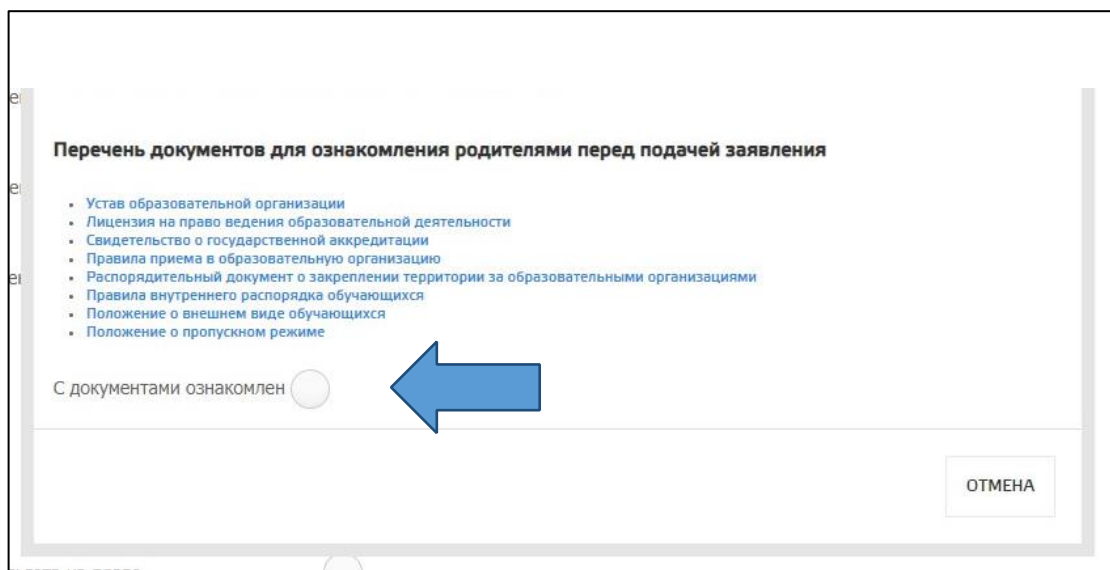 Перечень документов для ознакомления родителями перед подачей заявления
Устав образовательной организации
Лицензия на право ведения образовательной деятельности
Свидетельство о государственной аккредитации
Правила приема в образовательную организацию
Распорядительный документ о закреплении территории за образовательными организациями
Правила внутреннего распорядка обучающихся
Положение о внешнем виде обучающихся
Положение о пропускном режиме
С документами ознакомлен
ОТМЕНА